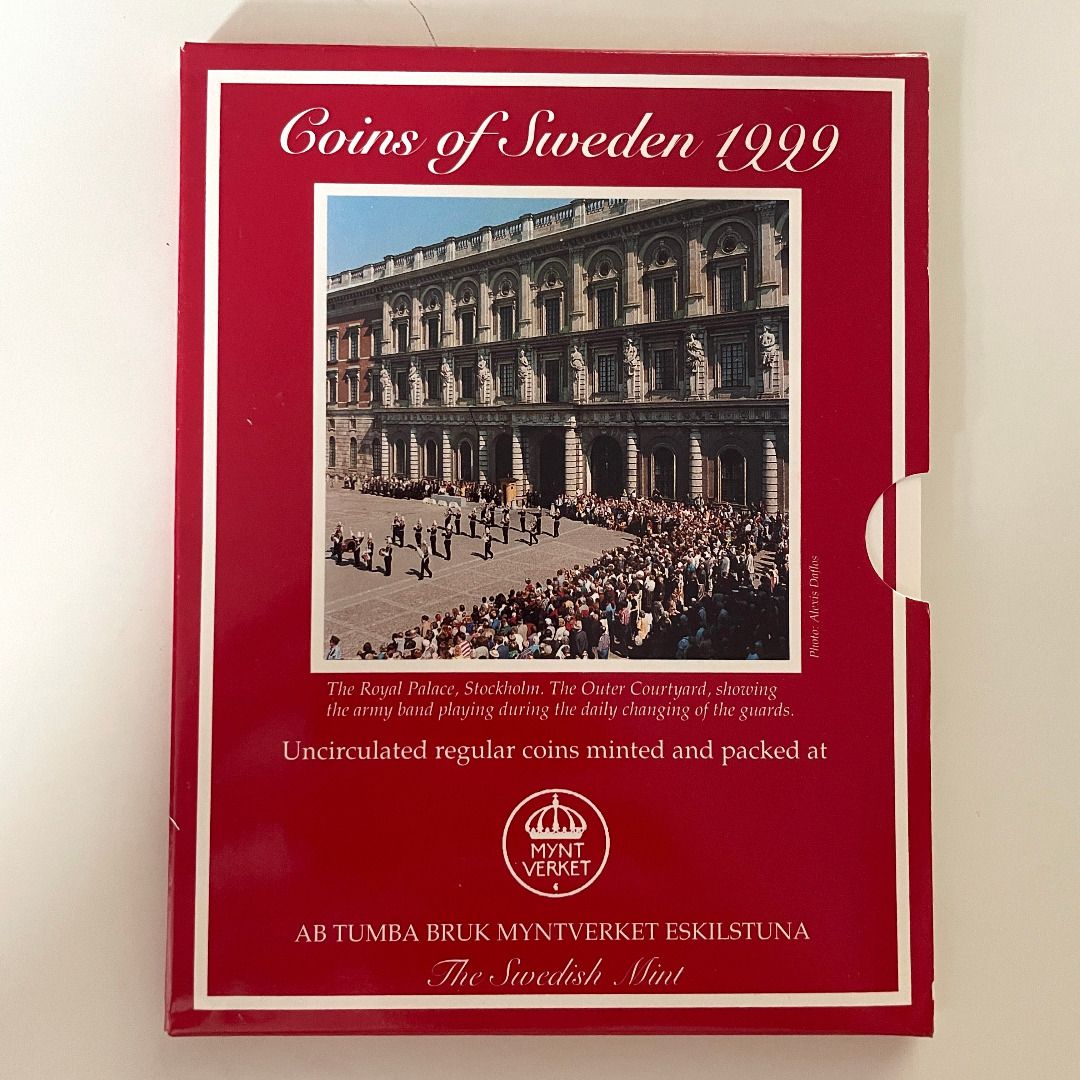 Coins of Sweden 1999
Photo: Alexis Daflos
The Royal Palace, Stockholm. The Outer Courtyard, showing
the army band playing during the daily changing of the guards.
Uncirculated regular coins minted and packed at
MYNT
VERKET
AB TUMBA BRUK MYNTVERKET ESKILSTUNA
The Swedish Mint